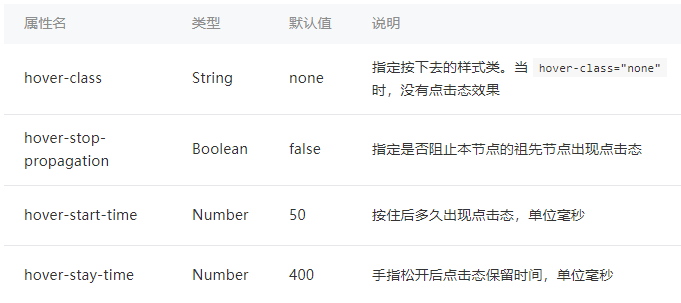 属性名 类型 默认值 说明
hover-class String none 指定按下去的样式类。当 hover-class="none"
时，没有点击态效果
hover-stop-
propagation Boolean false 指定是否阻止本节点的祖先节点出现点击态
hover-start-time Number 50 按住后多久出现点击态，单位毫秒
hover-stay-time Number 400 手指松开后点击态保留时间，单位毫秒